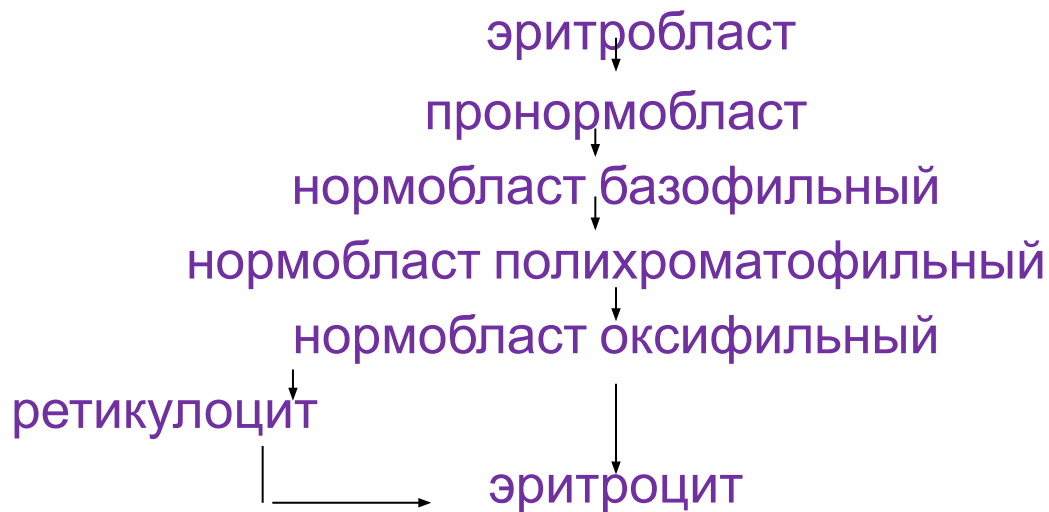 эритробласт
пронормобласт
нормобласт базофильный
нормобласт полихроматофильный
нормобласт оксифильный
ретикулоцит
эритроцит